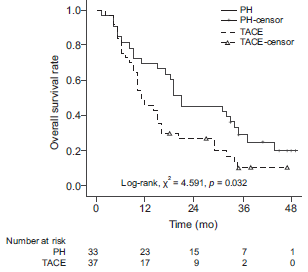 PH
PH-censor
TACE
TACE-censor
Overall survival rate
1.0
0.8
0.6
0.4
0.2
0.0
Log-rank, χ² = 4.591, p = 0.032
0 12 24 36 48
Time (mo)
Number at risk
PH 33 23 15 7 1
TACE 37 17 9 2 0